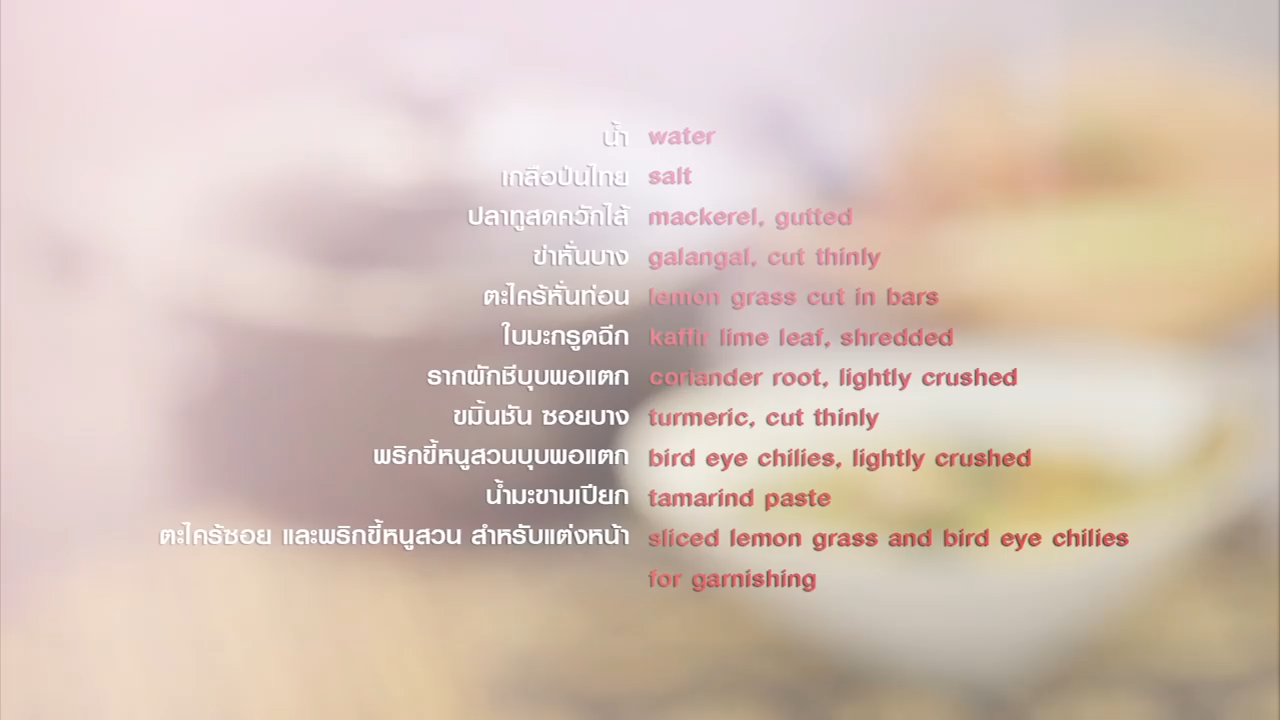 น้ำ water
เกลือป่นไทย salt
ปลาทูสดควักไส้ mackerel, gutted
ข่าหั่นบาง galangal, cut thinly
ตะไคร้หั่นท่อน lemon grass cut in bars
ใบมะกรูดฉีก kaffir lime leaf, shredded
รากผักชีบุบพอแตก coriander root, lightly crushed
ขมิ้นชัน ซอยบาง turmeric, cut thinly
พริกขี้หนูสวนบุบพอแตก bird eye chilies, lightly crushed
น้ำมะขามเปียก tamarind paste
ตะไคร้ซอย และพริกขี้หนูสวน สำหรับแต่งหน้า sliced lemon grass and bird eye chilies
for garnishing